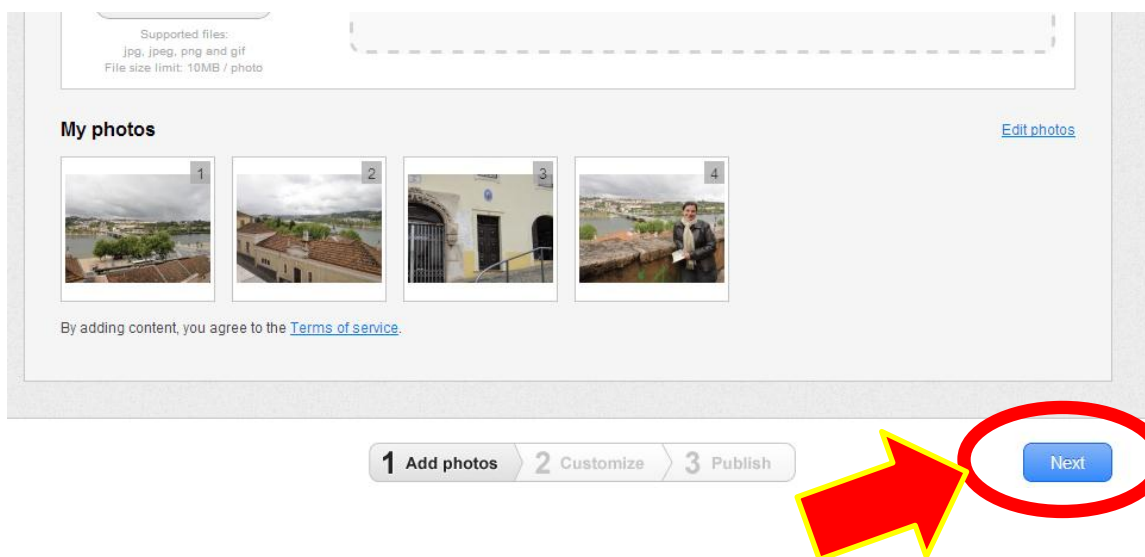 Supported files:
jpg, jpeg, png and gif
File size limit: 10MB / photo
My photos
Edit photos
1
2
3
4
By adding content, you agree to the Terms of service.
1 Add photos
2 Customize
3 Publish
Next